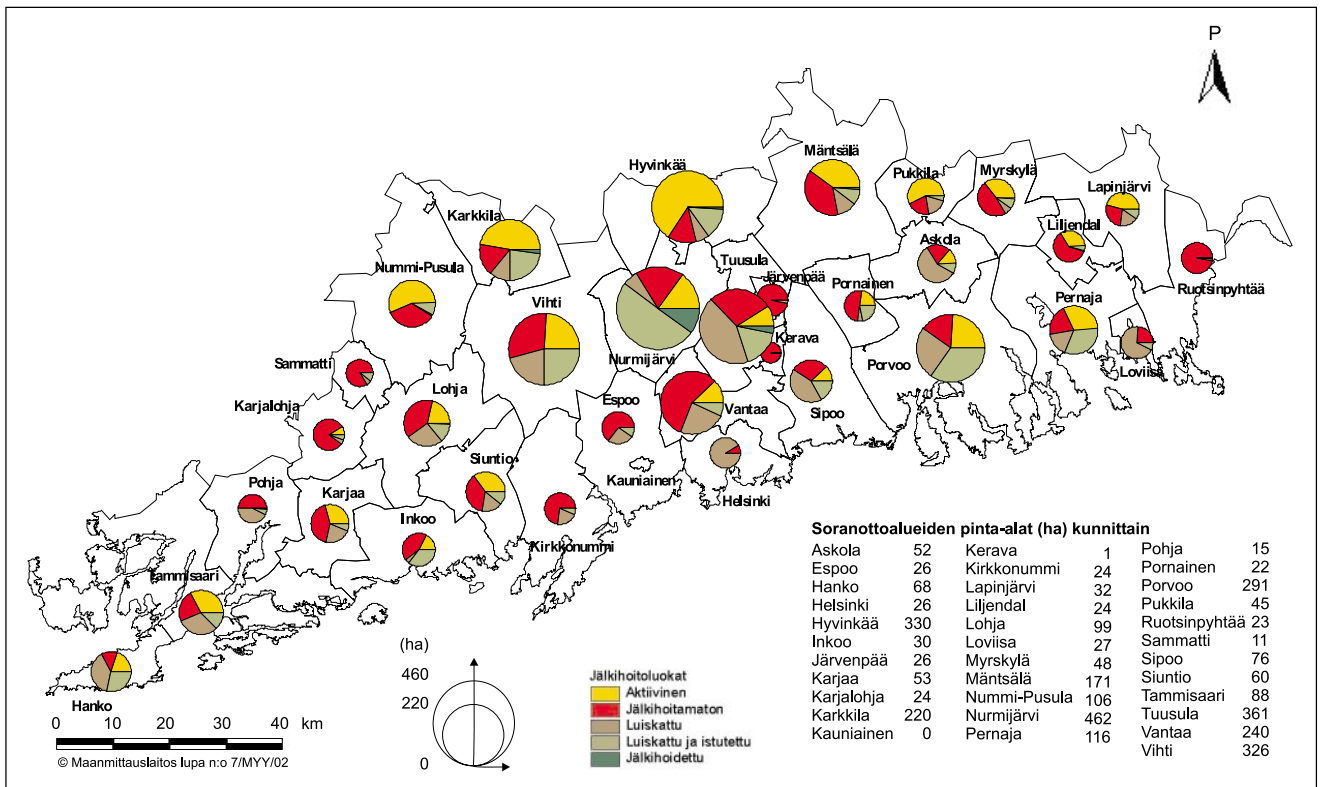 P
Mäntsälä
Hyvinkää
Pukkila
Myrskylä
Lapinjärvi
Karkkila
Liljendal
Askola
Nummi-Pusula
Tuusula
Järvenpää
Pornainen
Ruotsinpyhtää
Vihti
Pernaja
Nurmijärvi
Kerava
Porvoo
Sammatti
Loviisa
Lohja
Espoo
Vantaa
Sipoo
Karjalohja
Siuntio
Kauniainen
Helsinki
Pohja
Karjaa
Inkoo
Kirkkonummi
Tammisaari
Hanko
0 10 20 30 40 km
© Maanmittauslaitos lupa n:o 7/MYY/02
(ha)
460
220
0
Jälkihoitoluokat
Aktiivinen
Jälkihoitamaton
Luiskattu
Luiskattu ja istutettu
Jälkihoidettu
Soranottoalueiden pinta-alat (ha) kunnittain
Askola 52
Espoo 26
Hanko 68
Helsinki 26
Hyvinkää 330
Inkoo 30
Järvenpää 26
Karjaa 53
Karjalohja 24
Karkkila 220
Kauniainen 0
Kerava 1
Kirkkonummi 24
Lapinjärvi 32
Liljendal 24
Lohja 99
Loviisa 27
Myrskylä 48
Mäntsälä 171
Nummi-Pusula 106
Nurmijärvi 462
Pernaja 116
Pohja 15
Pornainen 22
Porvoo 291
Pukkila 45
Ruotsinpyhtää 23
Sammatti 11
Sipoo 76
Siuntio 60
Tammisaari 88
Tuusula 361
Vantaa 240
Vihti 326